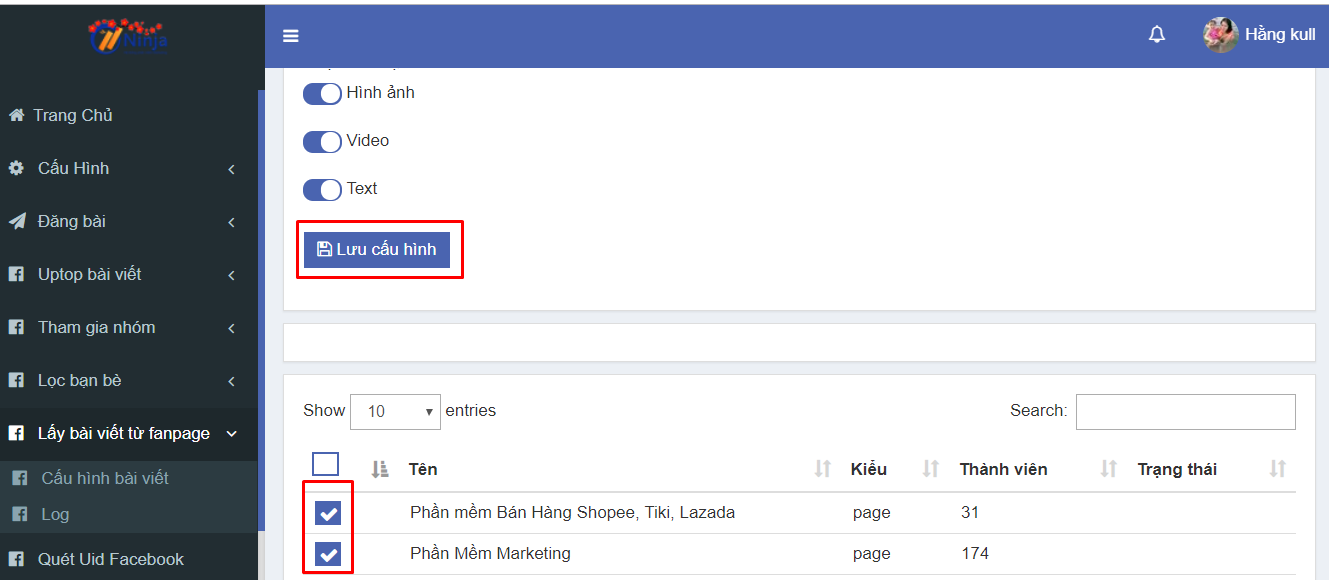 Ninja
Hằng kull
Trang Chủ
Cấu Hình
Đăng bài
Uptop bài viết
Tham gia nhóm
Lọc bạn bè
Lấy bài viết từ fanpage
Cấu hình bài viết
Log
Quét Uid Facebook
Hình ảnh
Video
Text
Lưu cấu hình
Show 10 entries
Search:
Tên Kiểu Thành viên Trạng thái
Phần mềm Bán Hàng Shopee, Tiki, Lazada page 31
Phần Mềm Marketing page 174